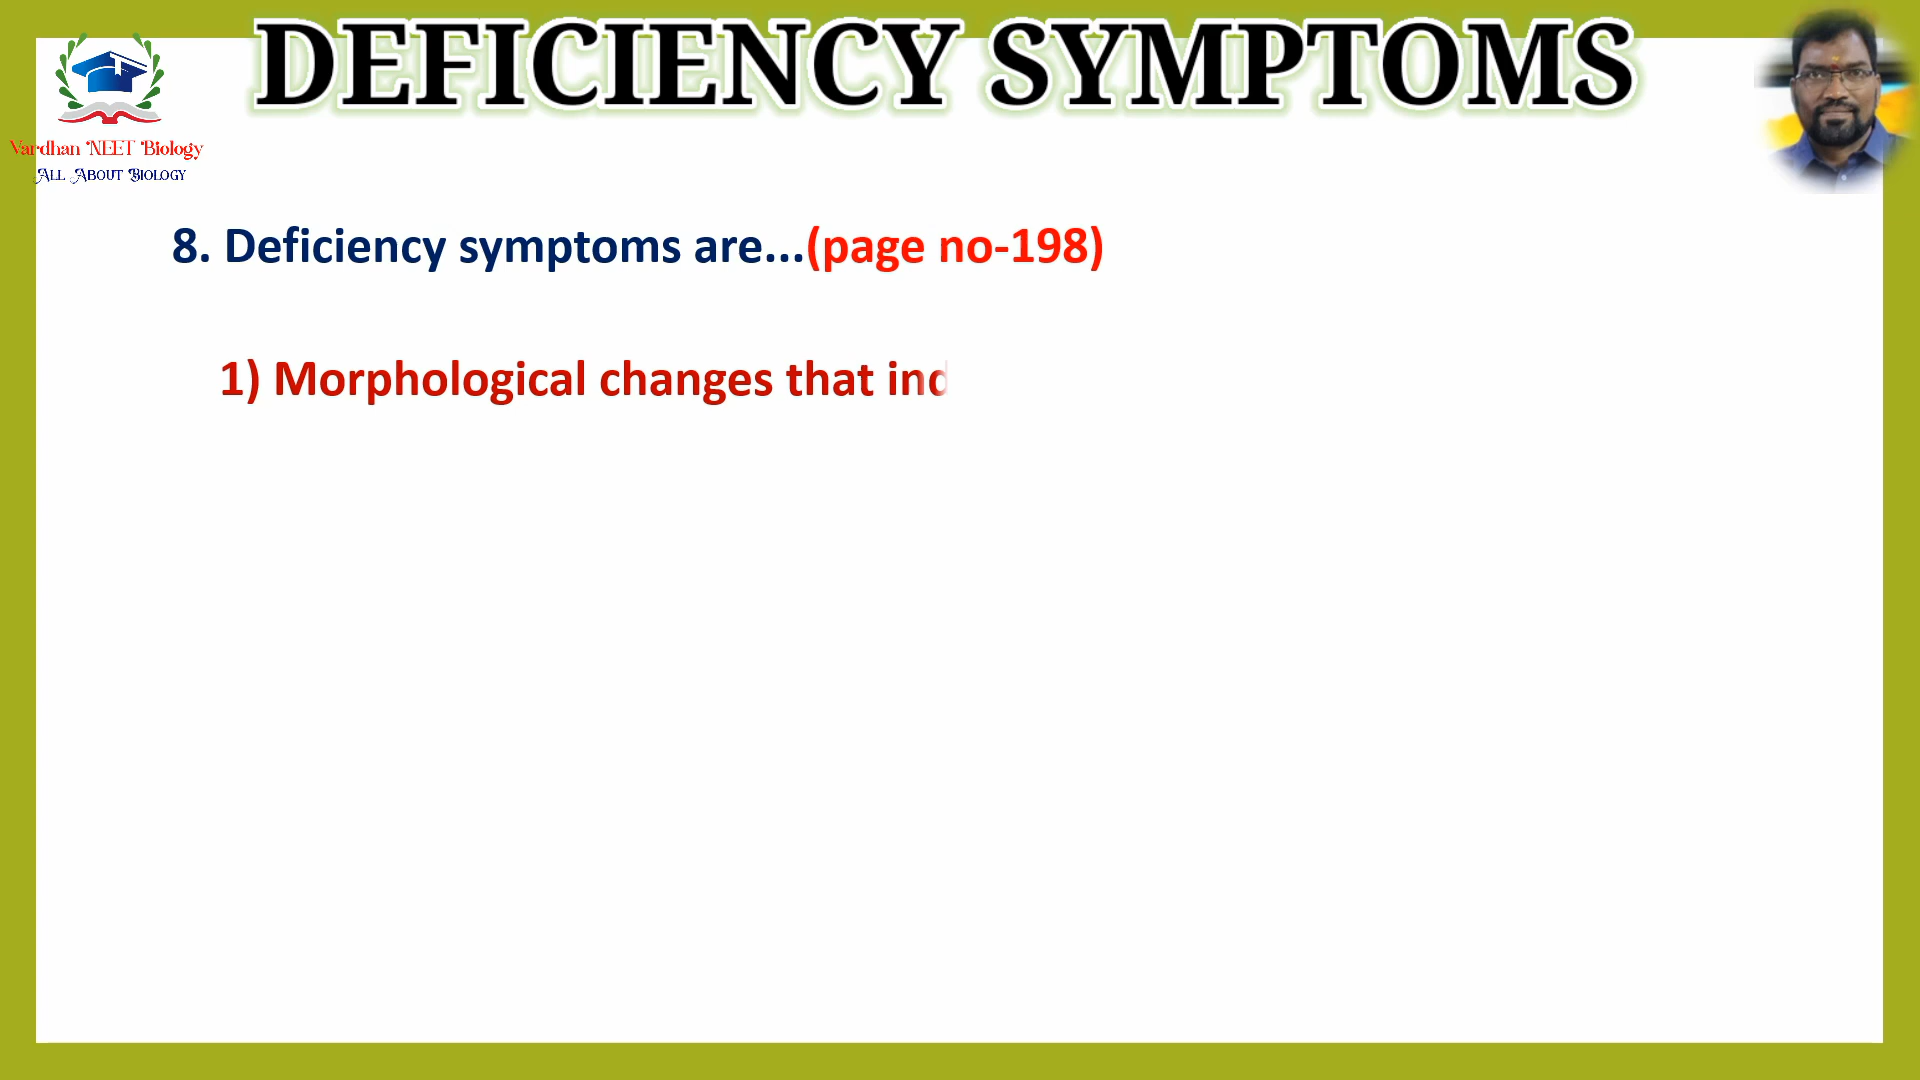 DEFICIENCY SYMPTOMS
Vardhan NEET Biology
All About Biology
8. Deficiency symptoms are...(page no-198)
1) Morphological changes that